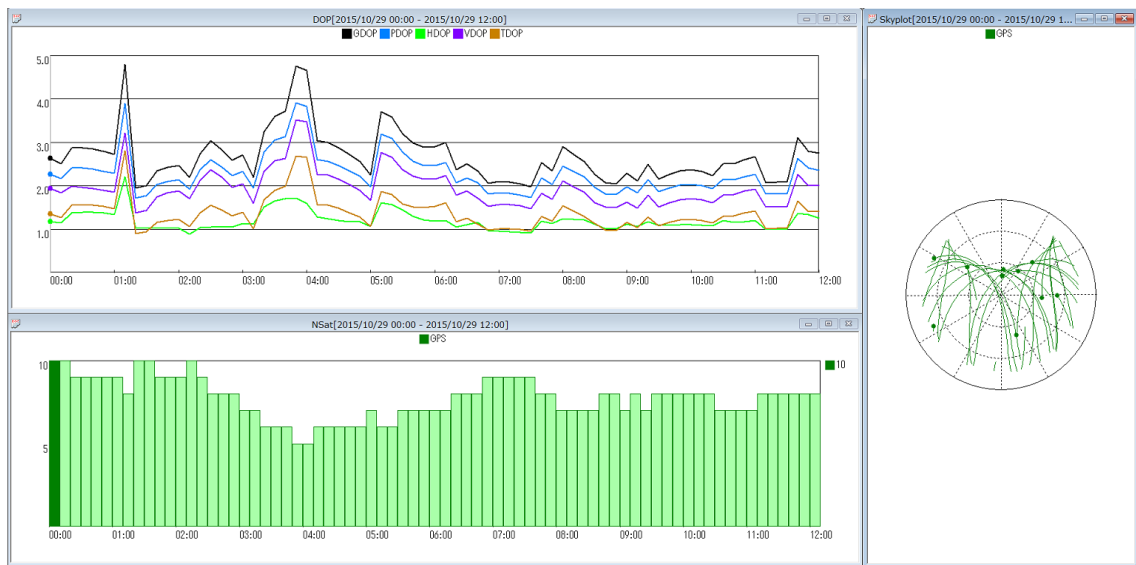 DOP[2015/10/29 00:00 - 2015/10/29 12:00]
GDOP PDOP HDOP VDOP TDOP
5.0
4.0
3.0
2.0
1.0
00:00 01:00 02:00 03:00 04:00 05:00 06:00 07:00 08:00 09:00 10:00 11:00 12:00
NSat[2015/10/29 00:00 - 2015/10/29 12:00]
GPS
10 10
5
00:00 01:00 02:00 03:00 04:00 05:00 06:00 07:00 08:00 09:00 10:00 11:00 12:00
Skyplot[2015/10/29 00:00 - 2015/10/29 1...
GPS